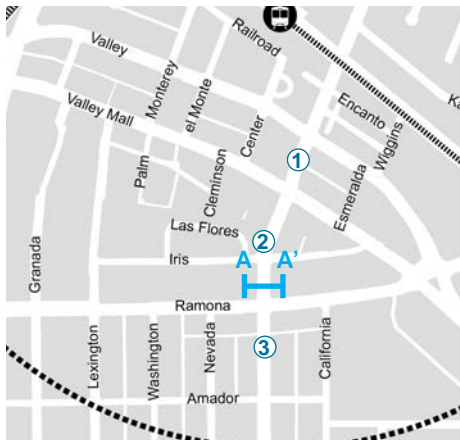 Valley
Railroad
Monterey
el Monte
Valley Mall
Center
Encanto
Ka
Wiggins
1
Palm
Cleminson
Esmeralda
Las Flores
2
Iris
A A'
Granada
Ramona
Lexington
Washington
Nevada
3
California
Amador